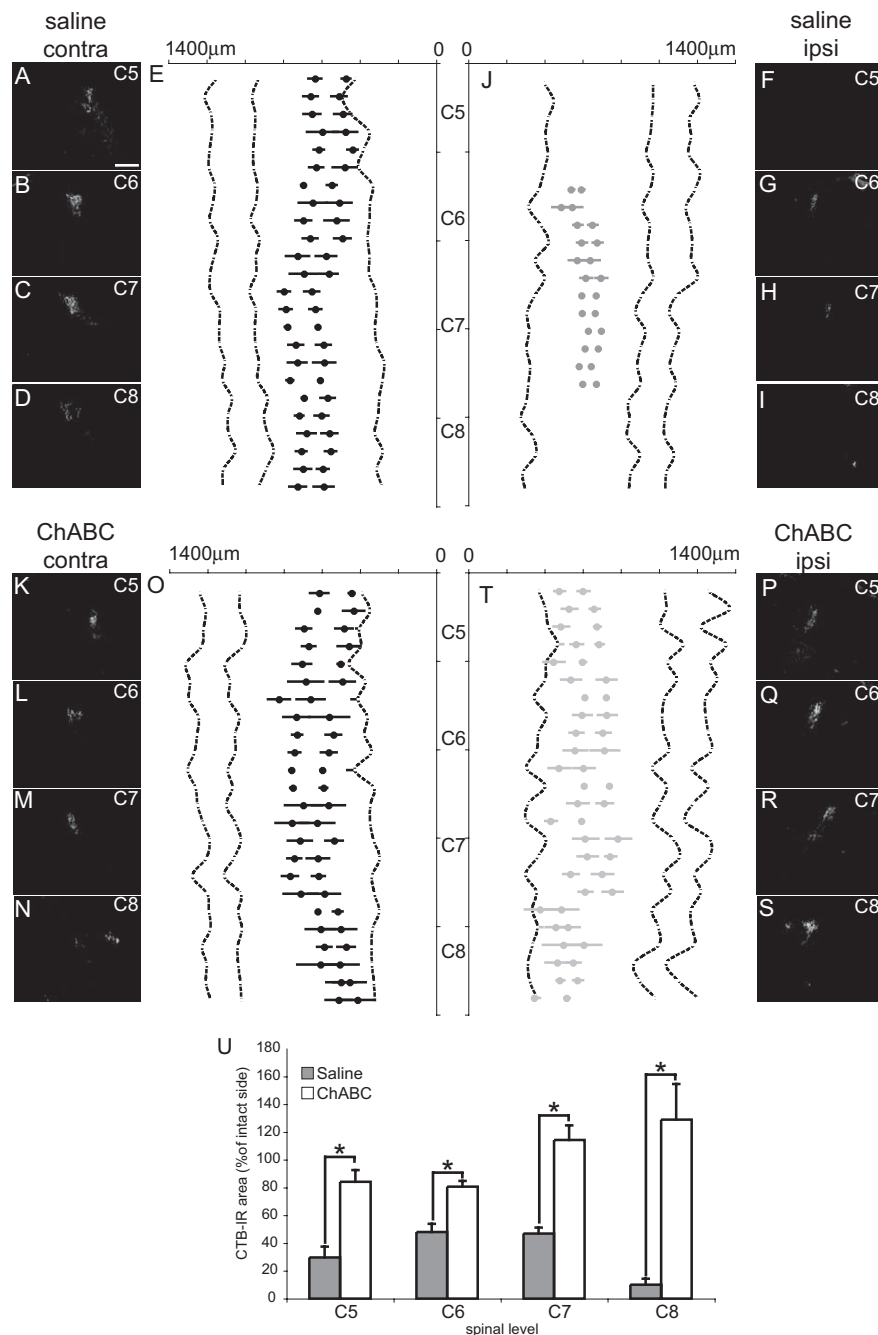 saline contra
1400µm 0 0 1400µm
saline ipsi
A C5
B C6
C C7
D C8
E
C5
C6
C7
C8
J
F C5
G C6
H C7
I C8
ChABC contra
1400µm 0 0 1400µm
ChABC ipsi
K C5
L C6
M C7
N C8
O
C5
C6
C7
C8
T
P C5
Q C6
R C7
S C8
U
180
160
140
120
100
80
60
40
20
0
CTB-IR area (%of intact side)
Saline
ChABC
* * * *
C5 C6 C7 C8
spinal level